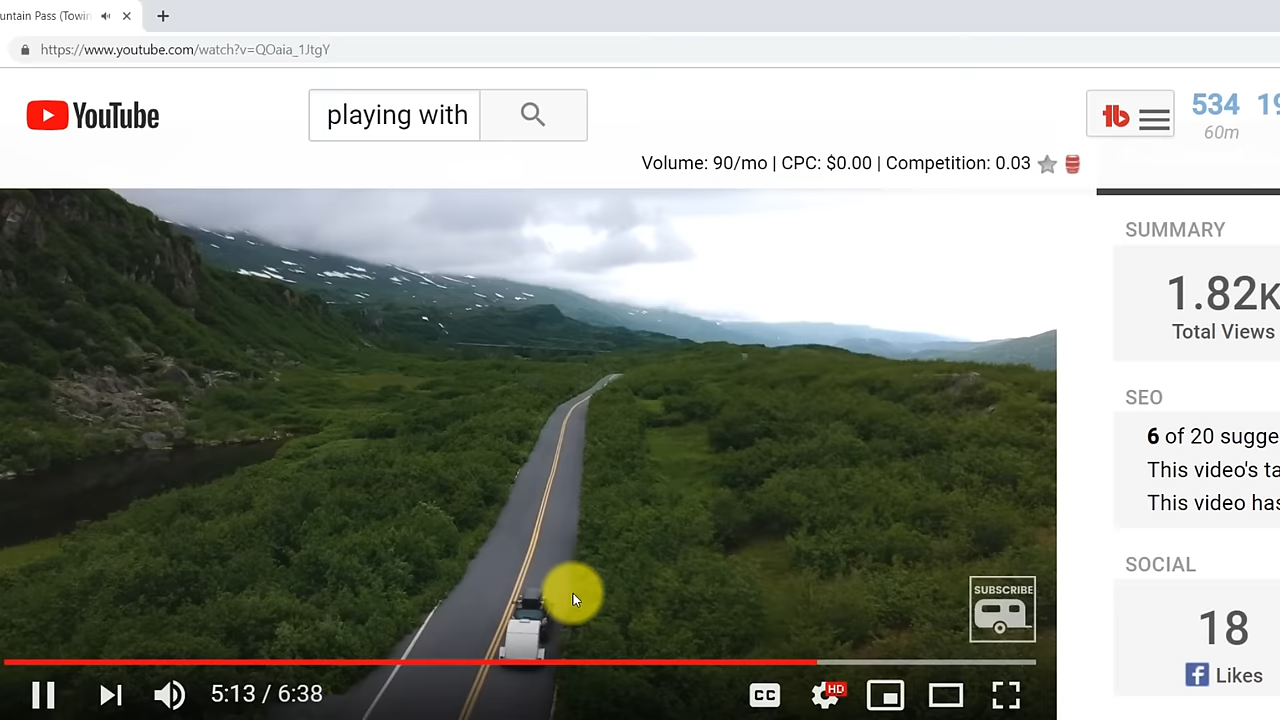 untain Pass (Towin
https://www.youtube.com/watch?v=QOaia_1JtgY
YouTube
playing with
534 19
60m
Volume: 90/mo | CPC: $0.00 | Competition: 0.03
SUMMARY
1.82K
Total Views
SEO
6 of 20 sugge
This video's ta
This video has
SOCIAL
SUBSCRIBE
18
Likes
5:13 / 6:38
CC
HD